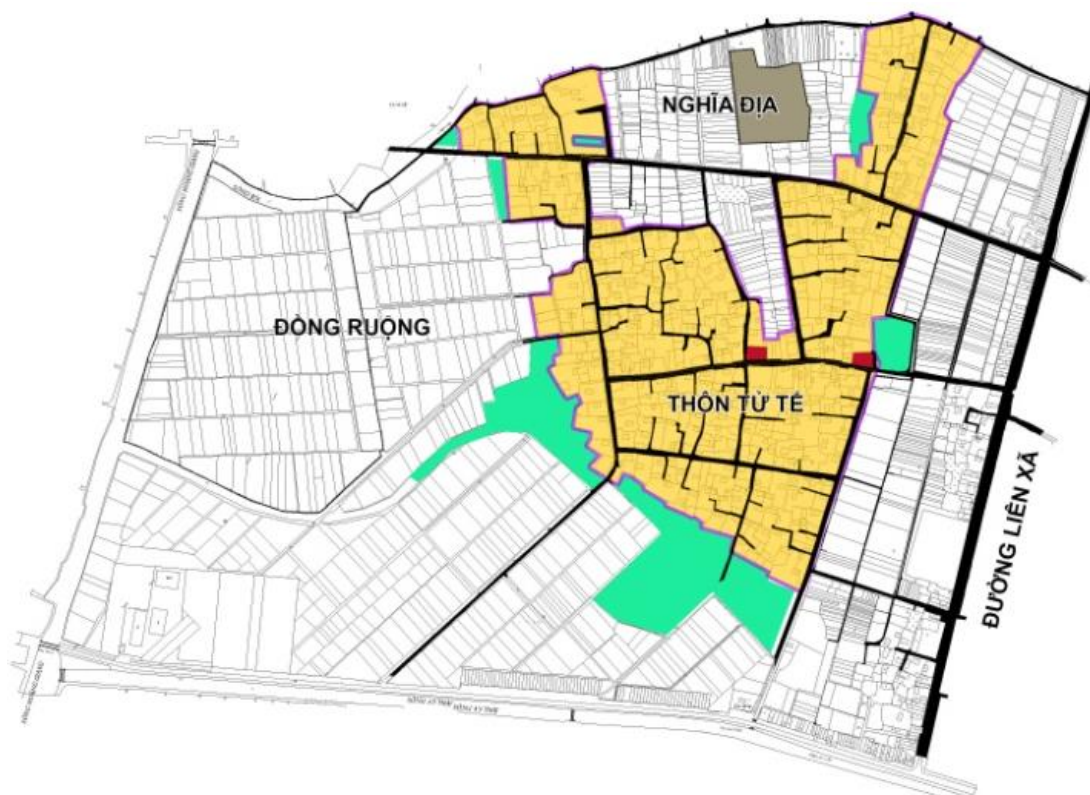 NGHĨA ĐỊA
ĐỒNG RUỘNG
THÔN TỬ TẾ
ĐƯỜNG LIÊN XÃ